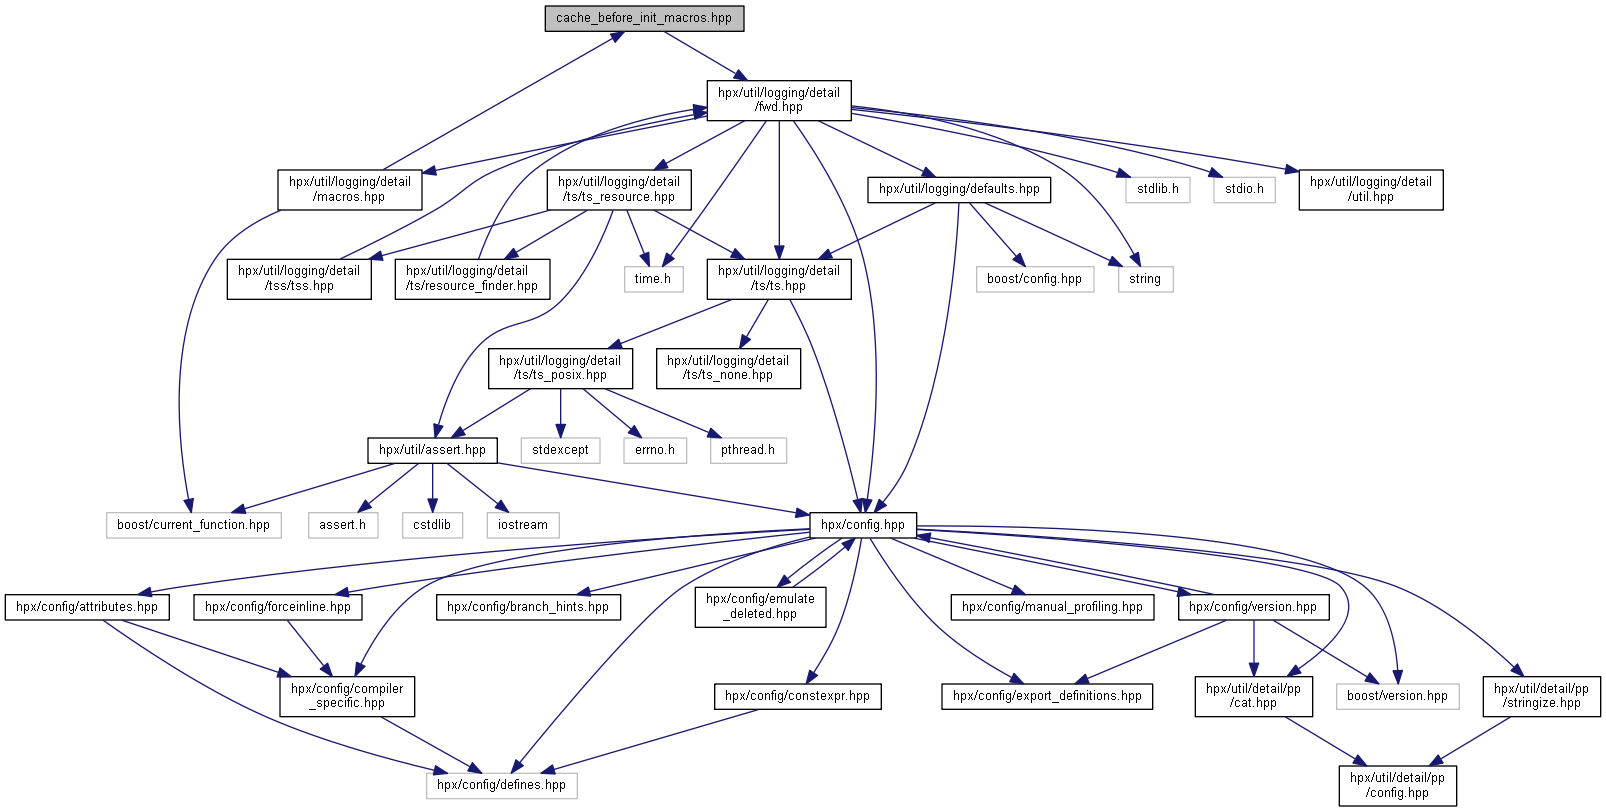 cache_before_init_macros.hpp
hpx/util/logging/detail
/fwd.hpp
hpx/util/logging/detail
/macros.hpp
hpx/util/logging/detail
/ts/ts_resource.hpp
hpx/util/logging/defaults.hpp
stdlib.h
stdio.h
hpx/util/logging/detail
/util.hpp
hpx/util/logging/detail
/tss/tss.hpp
hpx/util/logging/detail
/ts/resource_finder.hpp
time.h
hpx/util/logging/detail
/ts/ts.hpp
boost/config.hpp
string
hpx/util/logging/detail
/ts/ts_posix.hpp
hpx/util/logging/detail
/ts/ts_none.hpp
hpx/util/assert.hpp
stdexcept
errno.h
pthread.h
boost/current_function.hpp
assert.h
cstdlib
iostream
hpx/config.hpp
hpx/config/attributes.hpp
hpx/config/forceinline.hpp
hpx/config/branch_hints.hpp
hpx/config/emulate
_deleted.hpp
hpx/config/manual_profiling.hpp
hpx/config/version.hpp
hpx/config/compiler
_specific.hpp
hpx/config/constexpr.hpp
hpx/config/export_definitions.hpp
hpx/util/detail/pp
/cat.hpp
boost/version.hpp
hpx/util/detail/pp
/stringize.hpp
hpx/config/defines.hpp
hpx/util/detail/pp
/config.hpp